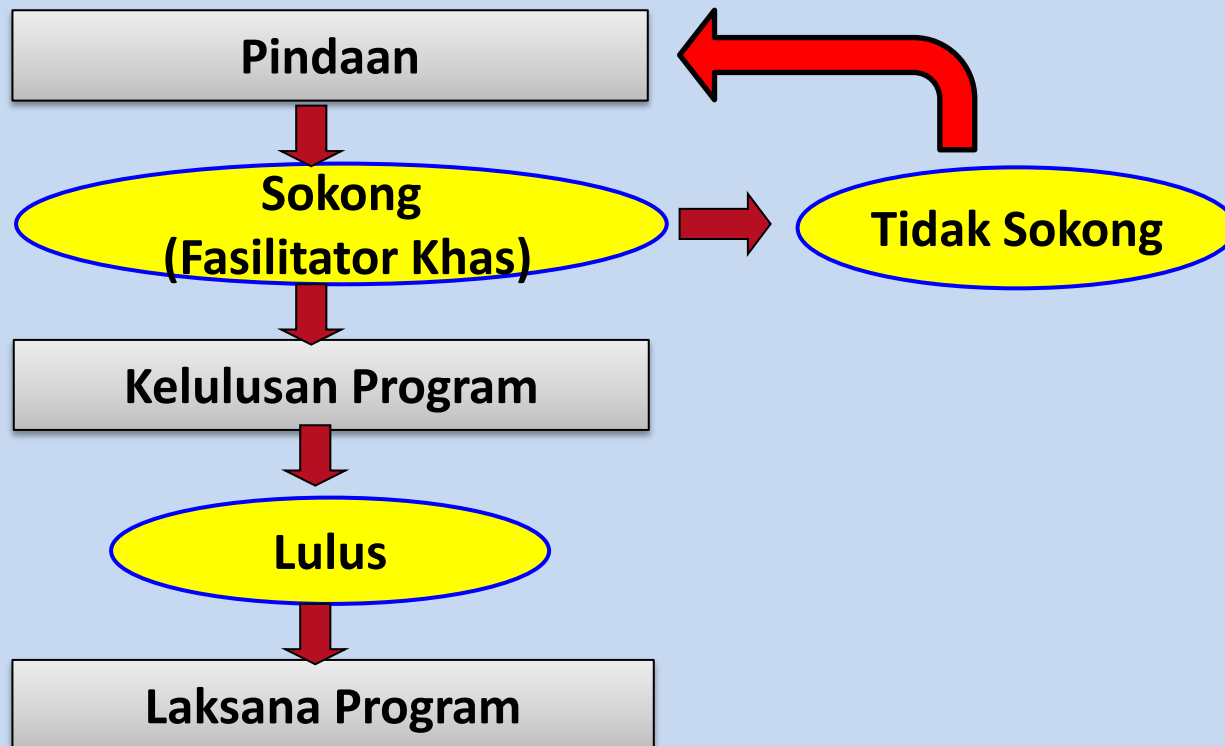 Pindaan
Sokong
(Fasilitator Khas)
Tidak Sokong
Kelulusan Program
Lulus
Laksana Program